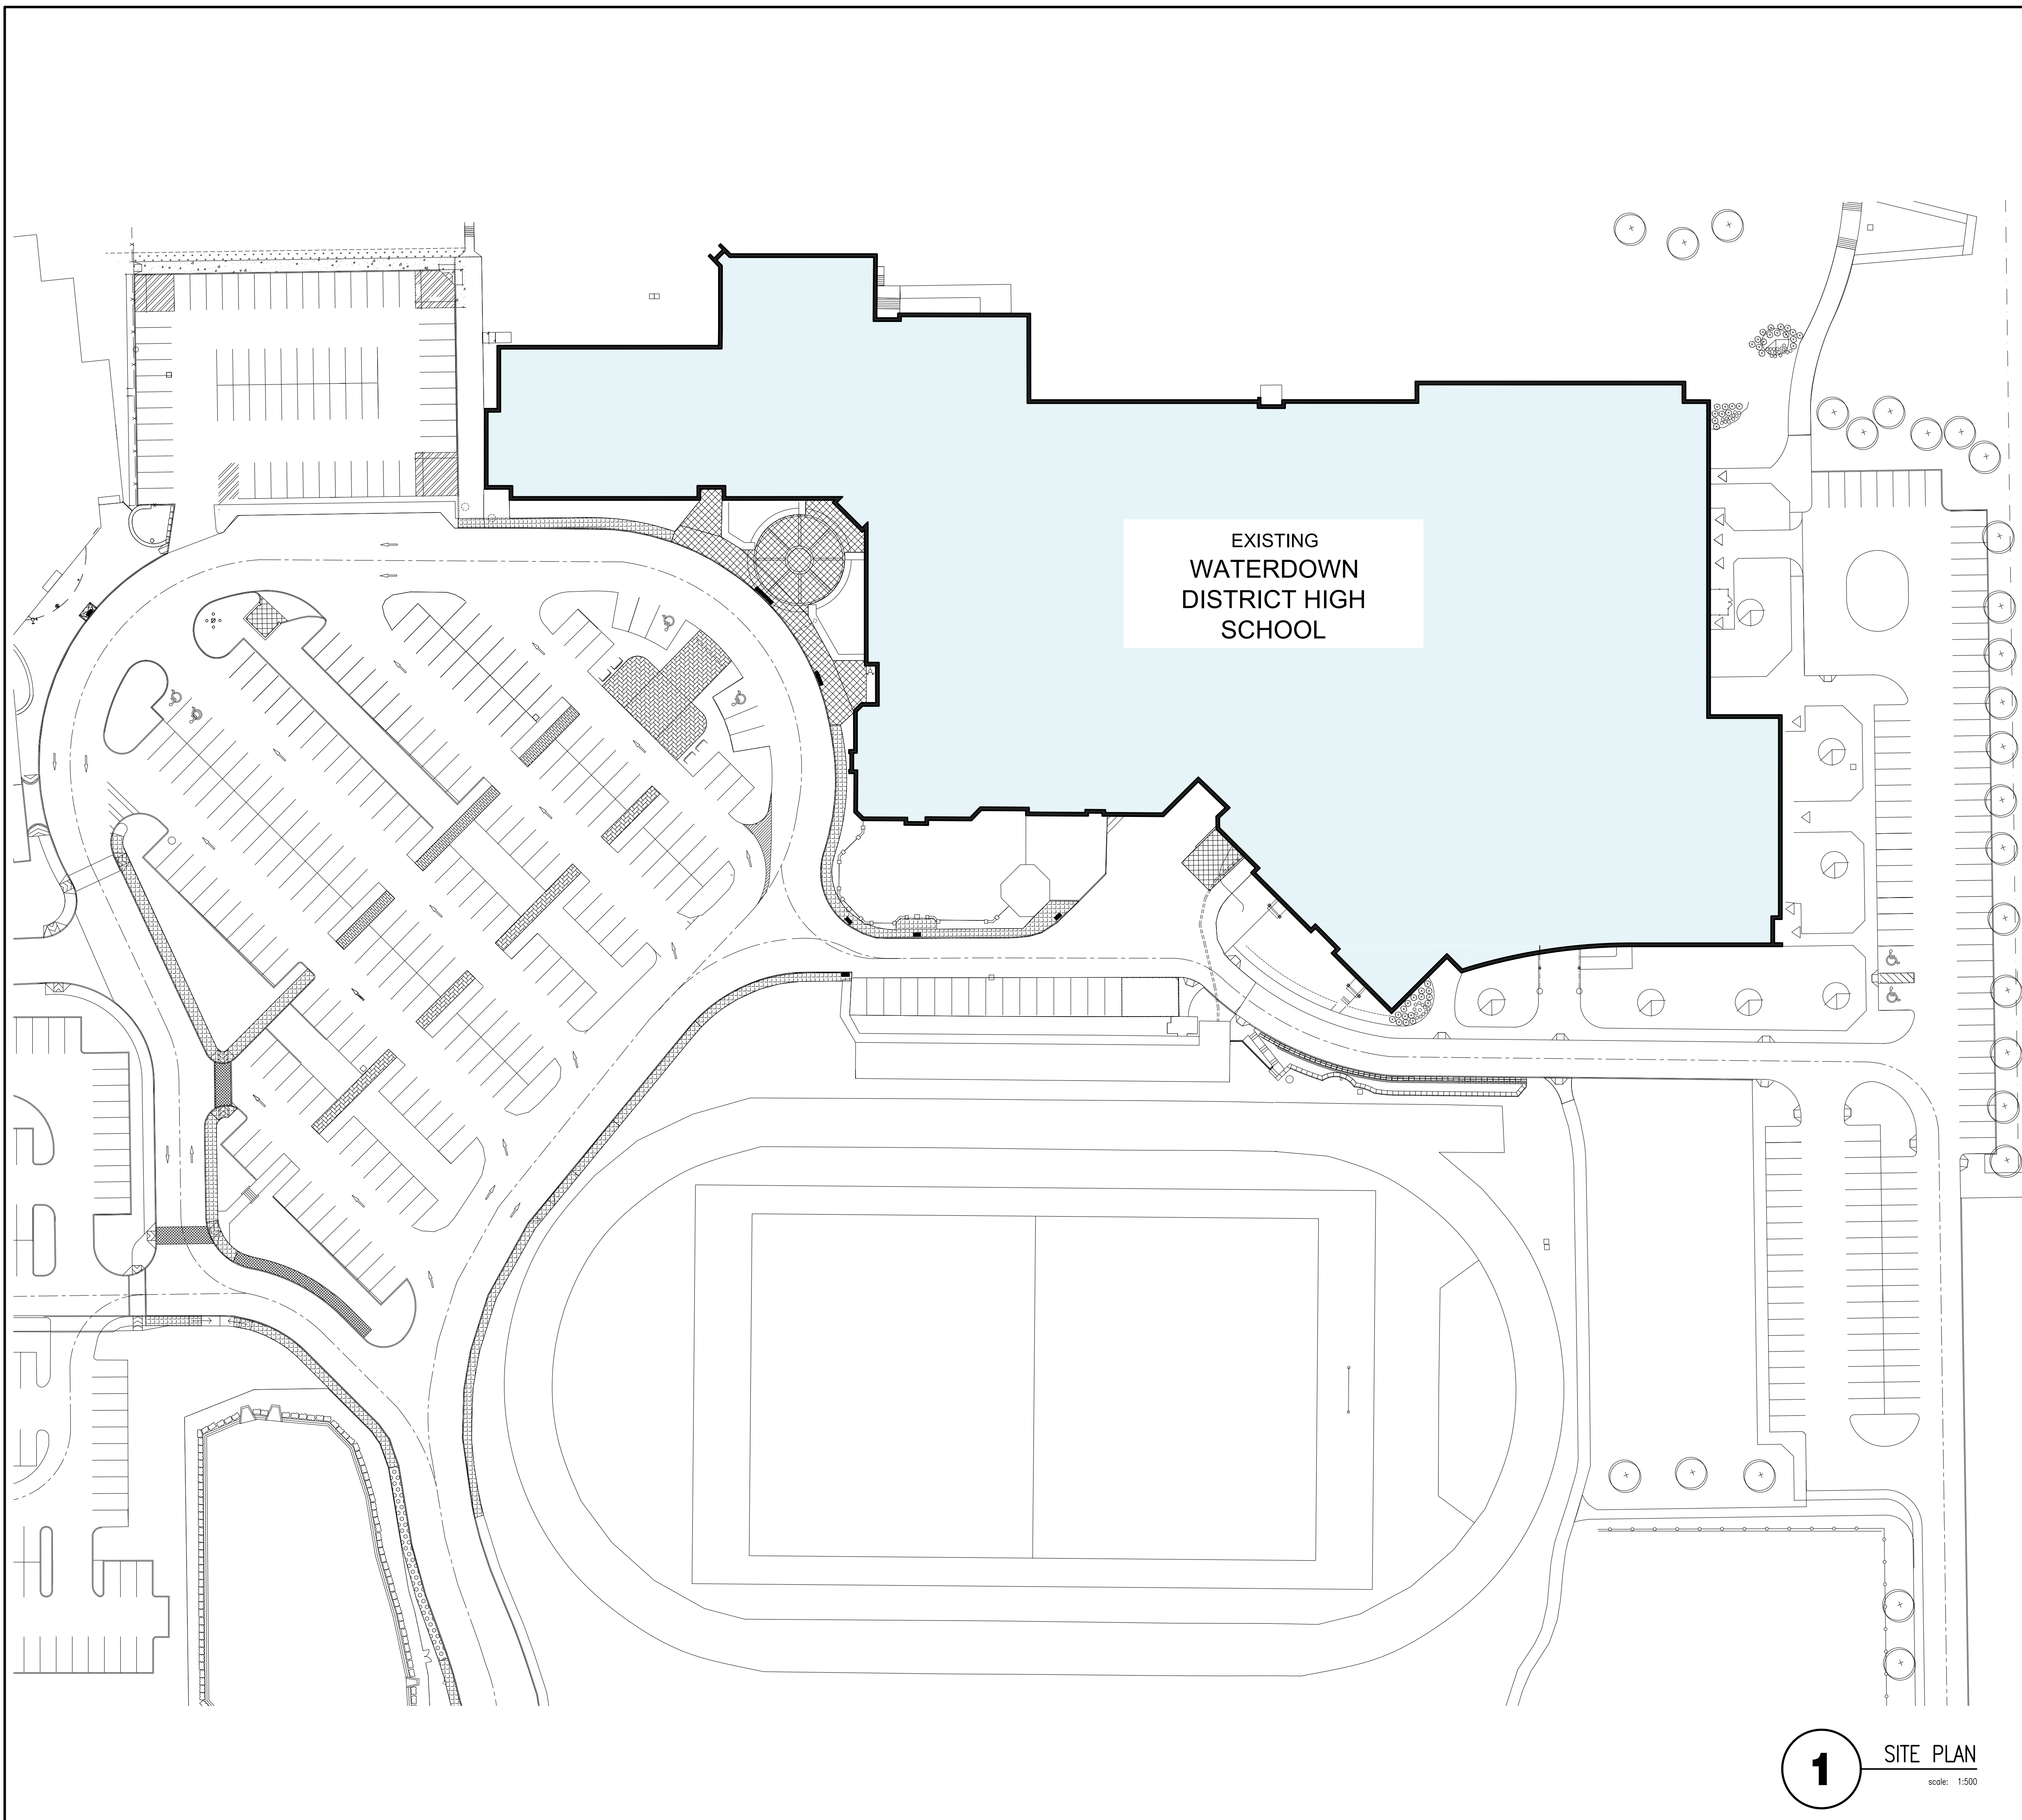 EXISTING
WATERDOWN
DISTRICT HIGH
SCHOOL
1
SITE PLAN
scale: 1:500